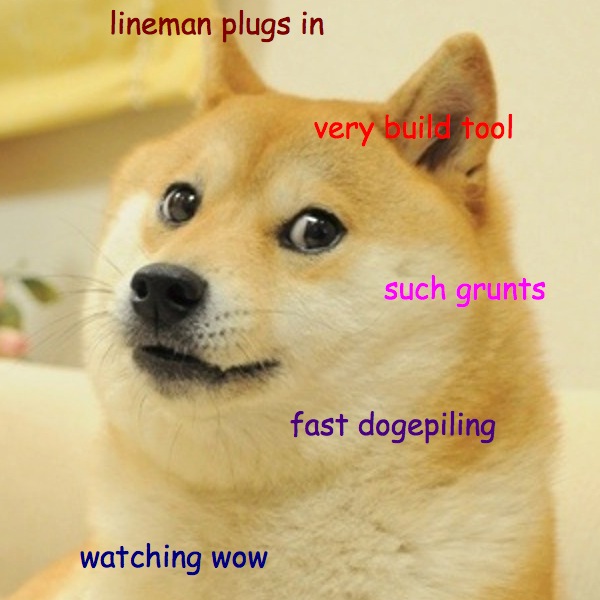 lineman plugs in
very build tool
such grunts
fast dogepiling
watching wow